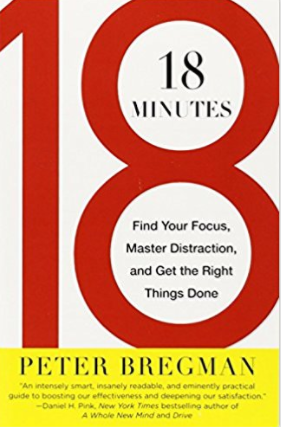 18
18
MINUTES
Find Your Focus,
Master Distraction,
and Get the Right
Things Done
PETER BREGMAN
"An intensely smart, insanely readable, and eminently practical
guide to boosting our effectiveness and deepening our satisfaction."
—Daniel H. Pink, New York Times bestselling author of
A Whole New Mind and Drive